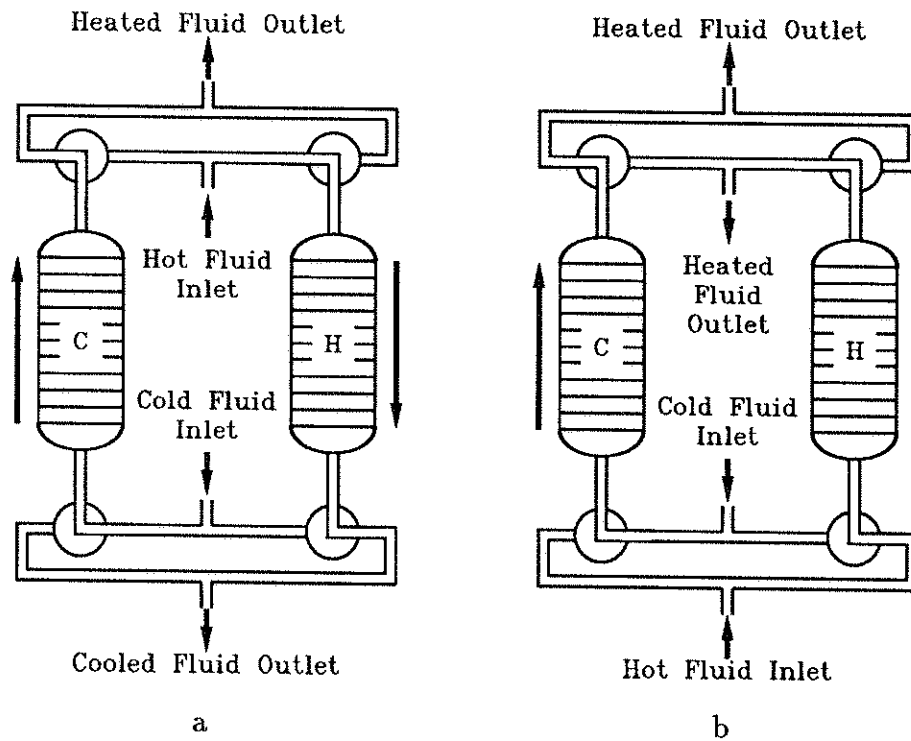 Heated Fluid Outlet
Hot Fluid
Inlet
C
H
Cold Fluid
Inlet
Cooled Fluid Outlet
a
Heated Fluid Outlet
Heated
Fluid
Outlet
C
H
Cold Fluid
Inlet
Hot Fluid Inlet
b